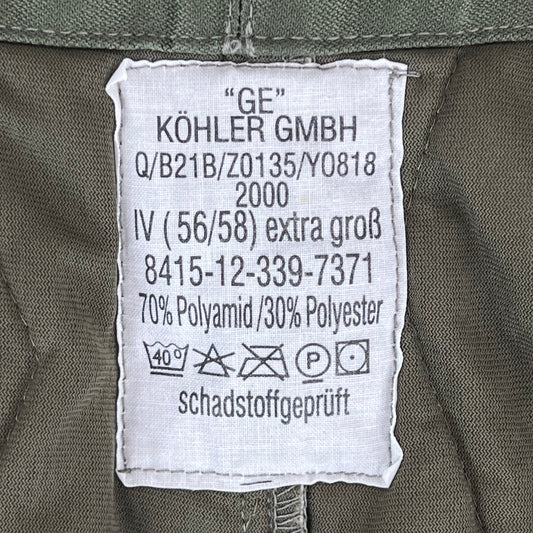 “GE”
KÖHLER GMBH
Q/B21B/Z0135/Y0818
2000
IV ( 56/58) extra groß
8415-12-339-7371
70% Polyamid /30% Polyester
40° P
schadstoffgeprüft